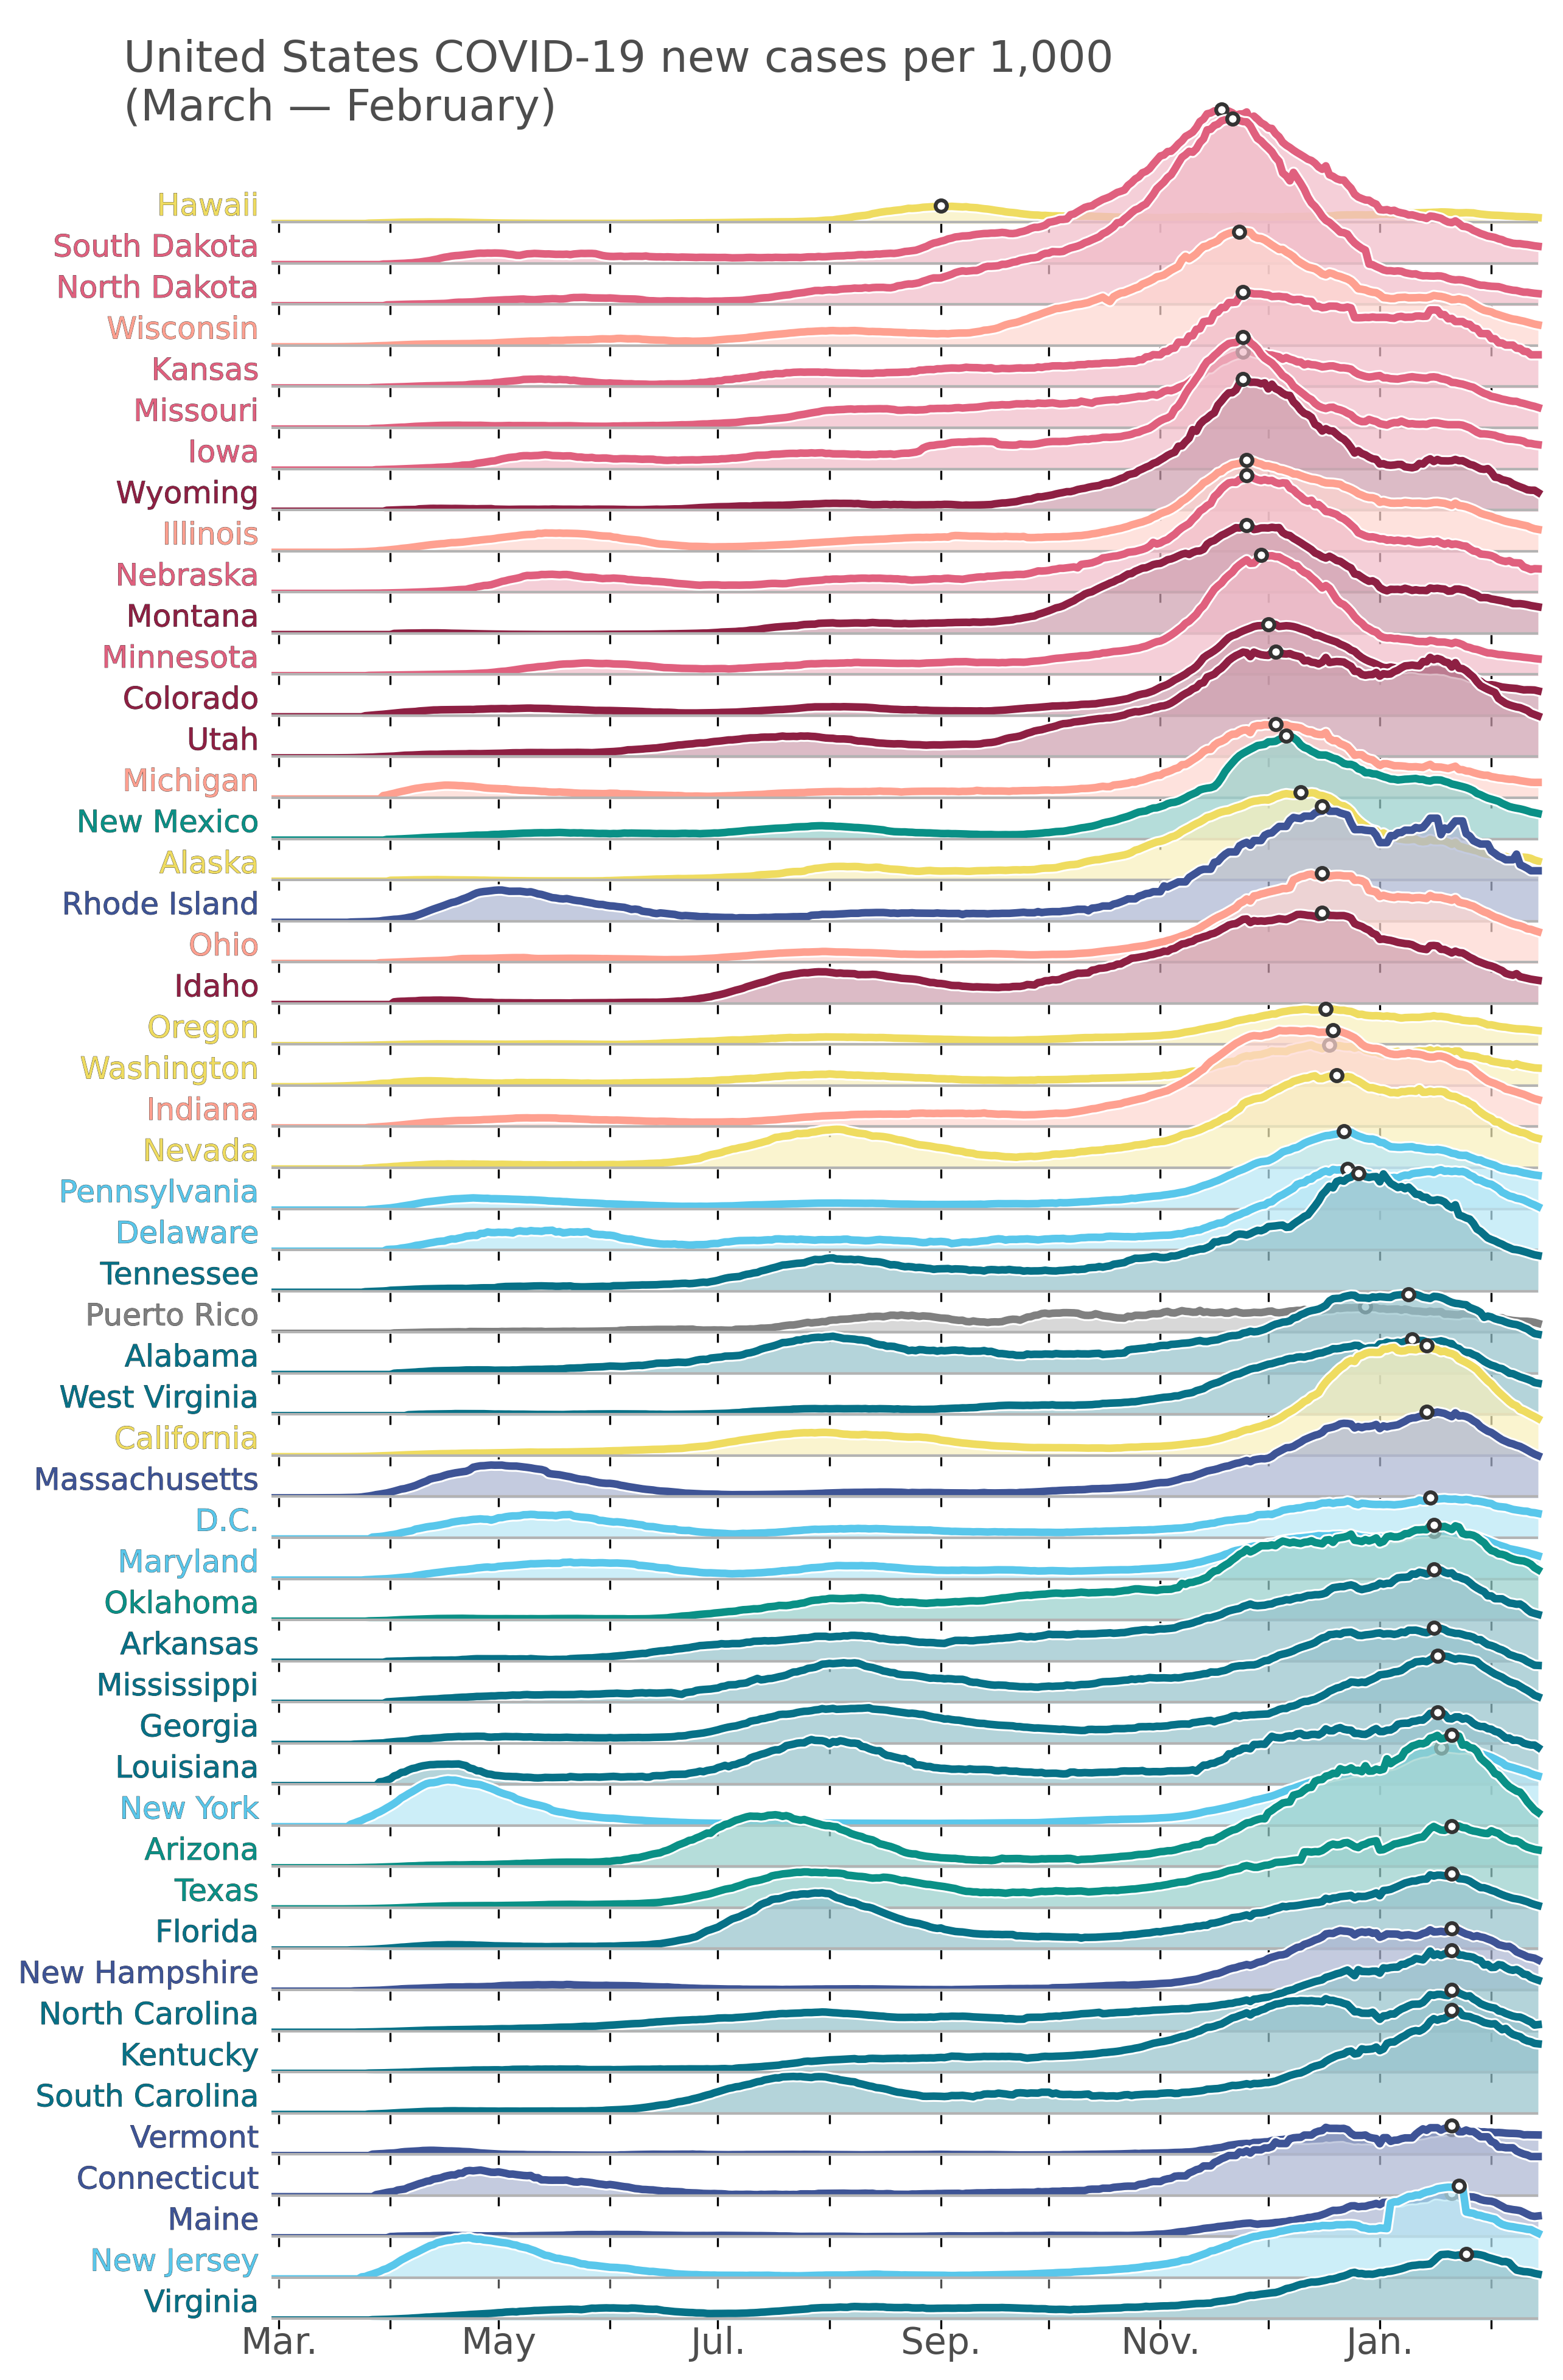 United States COVID-19 new cases per 1,000
(March — February)
Hawaii
South Dakota
North Dakota
Wisconsin
Kansas
Missouri
Iowa
Wyoming
Illinois
Nebraska
Montana
Minnesota
Colorado
Utah
Michigan
New Mexico
Alaska
Rhode Island
Ohio
Idaho
Oregon
Washington
Indiana
Nevada
Pennsylvania
Delaware
Tennessee
Puerto Rico
Alabama
West Virginia
California
Massachusetts
D.C.
Maryland
Oklahoma
Arkansas
Mississippi
Georgia
Louisiana
New York
Arizona
Texas
Florida
New Hampshire
North Carolina
Kentucky
South Carolina
Vermont
Connecticut
Maine
New Jersey
Virginia
Mar. May Jul. Sep. Nov. Jan.